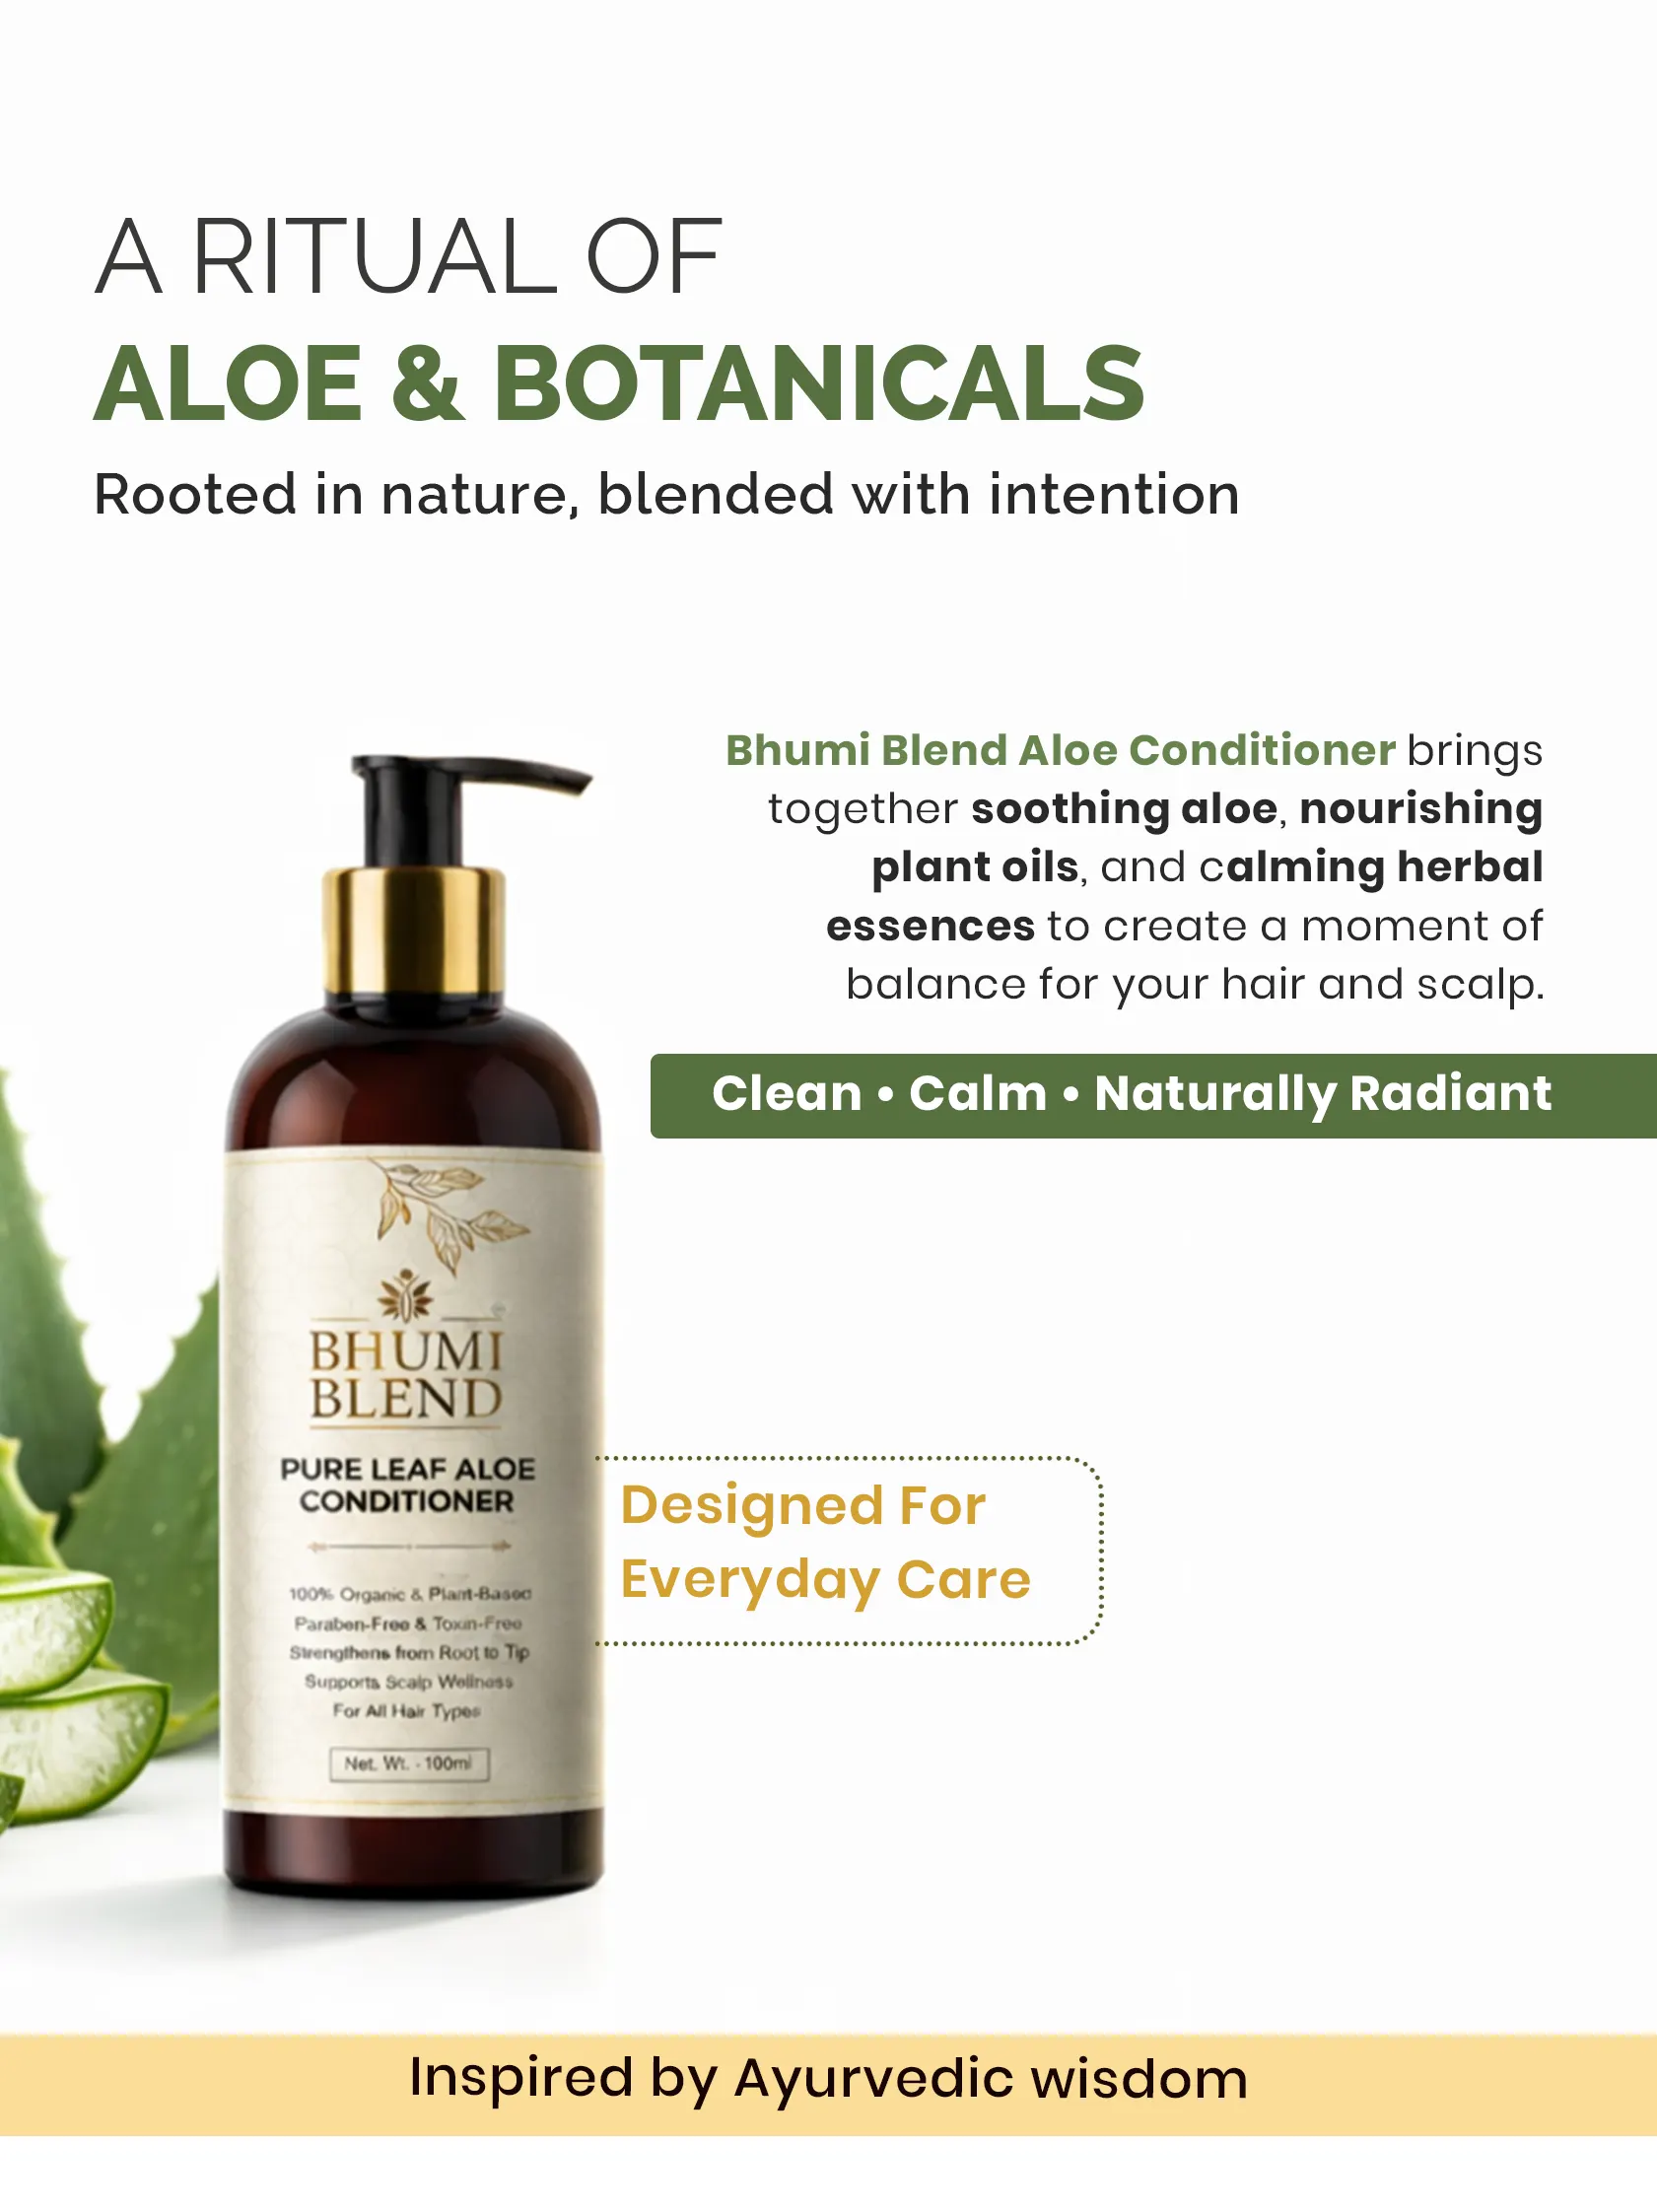 A RITUAL OF
ALOE & BOTANICALS
Rooted in nature, blended with intention
Bhumi Blend Aloe Conditioner brings
together soothing aloe, nourishing
plant oils, and calming herbal
essences to create a moment of
balance for your hair and scalp.
Clean • Calm • Naturally Radiant
BHUMI
BLEND
PURE LEAF ALOE
CONDITIONER
100% Organic & Plant-Based
Paraben-Free & Toxin-Free
Strengthens from Root to Tip
Supports Scalp Wellness
For All Hair Types
Net. Wt. - 100ml
Designed For
Everyday Care
Inspired by Ayurvedic wisdom